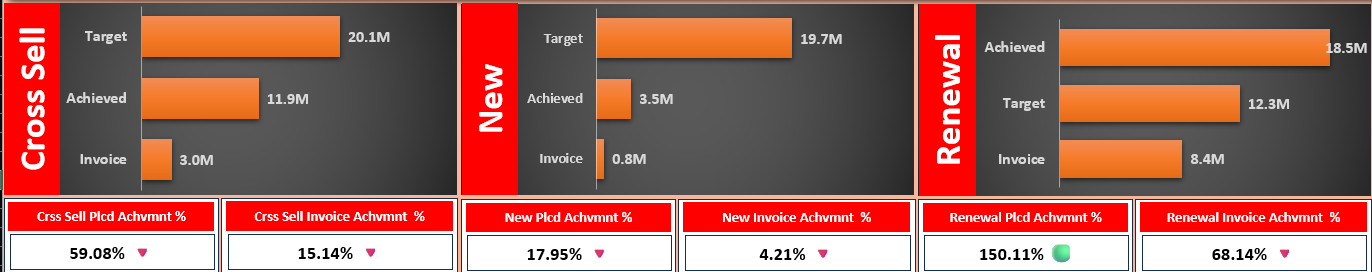 Cross Sell
Target 20.1M
Achieved 11.9M
Invoice 3.0M
New
Target 19.7M
Achieved 3.5M
Invoice 0.8M
Renewal
Achieved 18.5M
Target 12.3M
Invoice 8.4M
Crss Sell Plcd Achvmnt % Crss Sell Invoice Achvmnt % New Plcd Achvmnt % New Invoice Achvmnt % Renewal Plcd Achvmnt % Renewal Invoice Achvmnt %
59.08% 15.14% 17.95% 4.21% 150.11% 68.14%